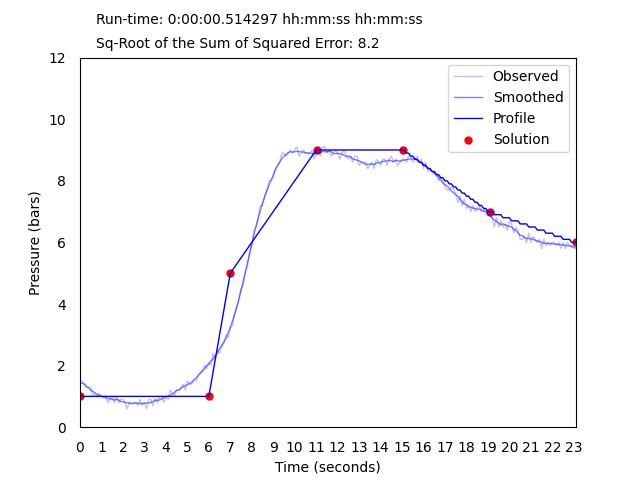 Run-time: 0:00:00.514297 hh:mm:ss hh:mm:ss
Sq-Root of the Sum of Squared Error: 8.2
12
10
8
6
4
2
0
Pressure (bars)
Observed
Smoothed
Profile
Solution
0 1 2 3 4 5 6 7 8 9 10 11 12 13 14 15 16 17 18 19 20 21 22 23
Time (seconds)